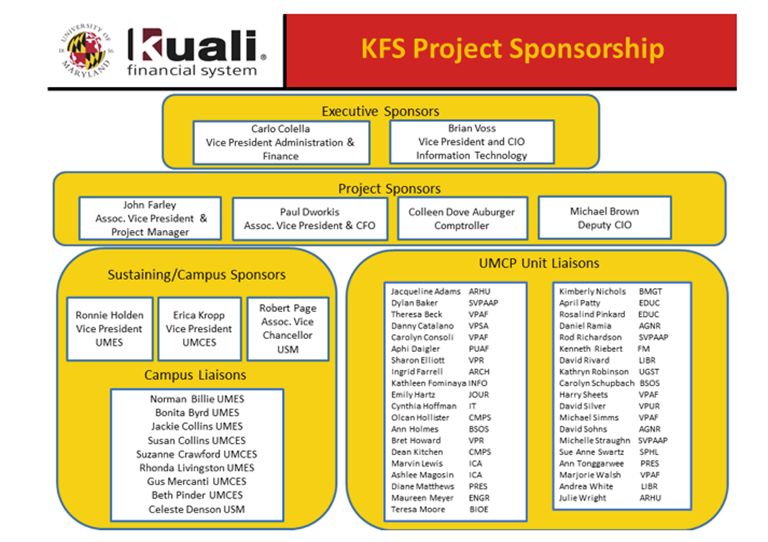 UNIVERSITY OF
18 56
MARYLAND
Kuali®
financial system
KFS Project Sponsorship
Executive Sponsors
Carlo Colella
Vice President Administration &
Finance
Brian Voss
Vice President and CIO
Information Technology
Project Sponsors
John Farley
Assoc. Vice President &
Project Manager
Paul Dworkis
Assoc. Vice President & CFO
Colleen Dove Auburger
Comptroller
Michael Brown
Deputy CIO
Sustaining/Campus Sponsors
Ronnie Holden
Vice President
UMES
Erica Kropp
Vice President
UMCES
Robert Page
Assoc. Vice
Chancellor
USM
Campus Liaisons
Norman Billie UMES
Bonita Byrd UMES
Jackie Collins UMES
Susan Collins UMCES
Suzanne Crawford UMCES
Rhonda Livingston UMES
Gus Mercanti UMCES
Beth Pinder UMCES
Celeste Denson USM
UMCP Unit Liaisons
Jacqueline Adams ARHU
Dylan Baker SVPAAP
Theresa Beck VPAF
Danny Catalano VPSA
Carolyn Consoli VPAF
Aphi Daigler PUAF
Sharon Elliott VPR
Ingrid Farrell ARCH
Kathleen Fominaya INFO
Emily Hartz JOUR
Cynthia Hoffman IT
Olcan Hollister CMPS
Ann Holmes BSOS
Bret Howard VPR
Dean Kitchen CMPS
Marvin Lewis ICA
Ashlee Magosin ICA
Diane Matthews PRES
Maureen Meyer ENGR
Teresa Moore BIOE
Kimberly Nichols BMGT
April Patty EDUC
Rosalind Pinkard EDUC
Daniel Ramia AGNR
Rod Richardson SVPAAP
Kenneth Riebert FM
David Rivard LIBR
Kathryn Robinson UGST
Carolyn Schupbach BSOS
Harry Sheets VPAF
David Silver VPUR
Michael Simms VPAF
David Sohns AGNR
Michelle Straughn SVPAAP
Sue Anne Swartz SPHL
Ann Tonggarwee PRES
Marjorie Walsh VPAF
Andrea White LIBR
Julie Wright ARHU